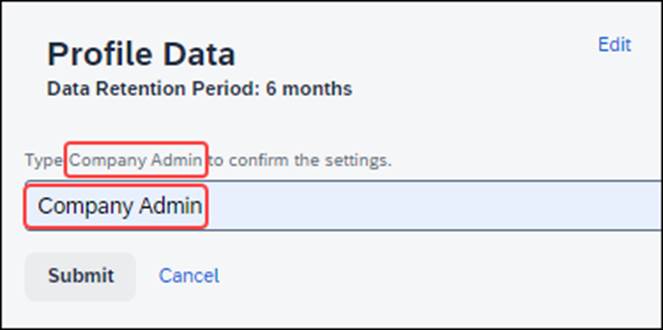 Profile Data
Edit
Data Retention Period: 6 months
Type Company Admin to confirm the settings.
Company Admin
Submit Cancel